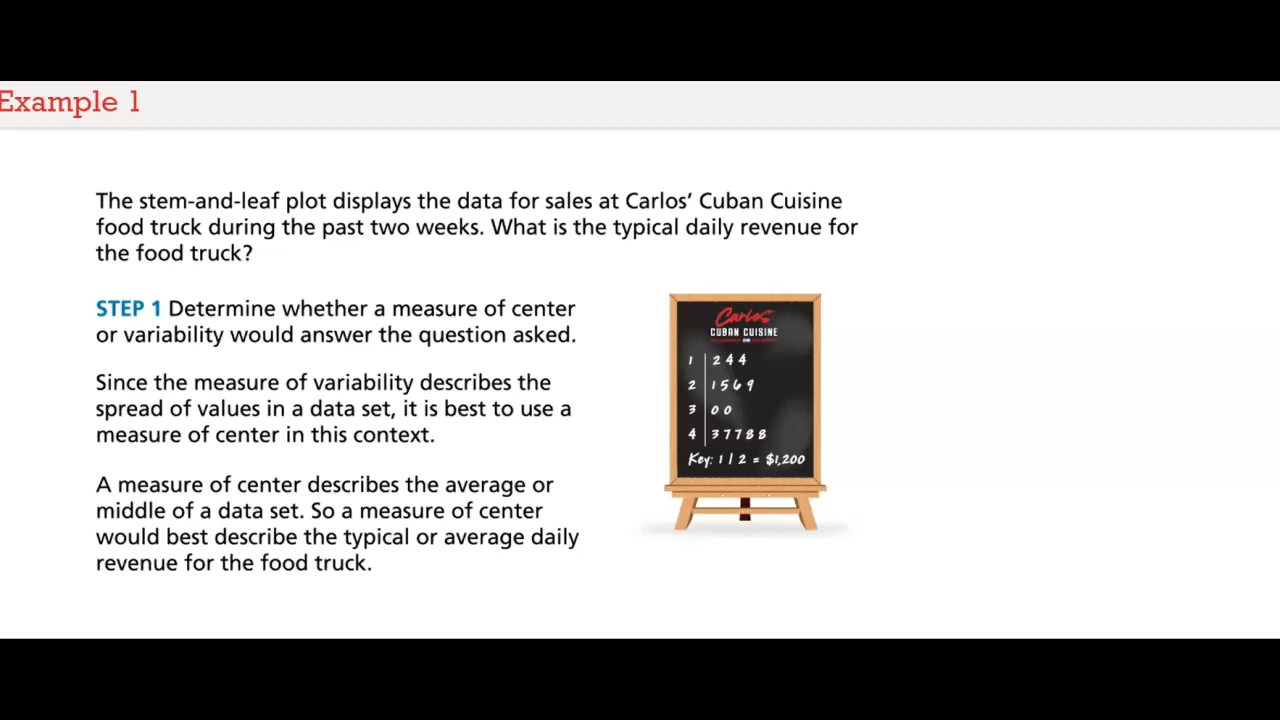 Example 1
The stem-and-leaf plot displays the data for sales at Carlos’ Cuban Cuisine
food truck during the past two weeks. What is the typical daily revenue for
the food truck?
STEP 1 Determine whether a measure of center
or variability would answer the question asked.
Since the measure of variability describes the
spread of values in a data set, it is best to use a
measure of center in this context.
A measure of center describes the average or
middle of a data set. So a measure of center
would best describe the typical or average daily
revenue for the food truck.
Carlos
CUBAN CUISINE
1 | 2 4 4
2 | 1 5 6 9
3 | 0 0
4 | 3 7 7 8 8
Key: 1 | 2 = $1,200